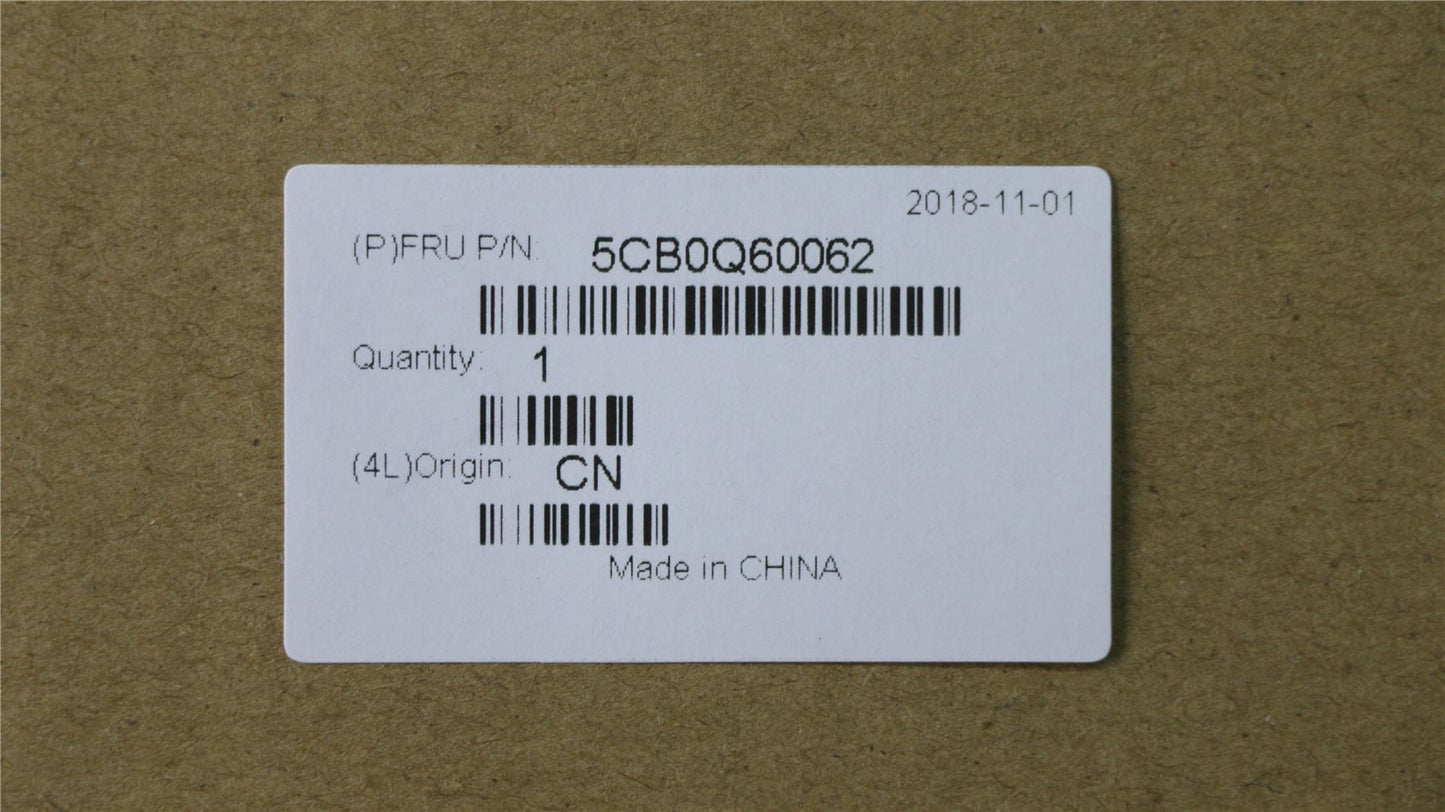 2018-11-01
(P)FRU P/N: 5CB0Q60062
Quantity: 1
(4L)Origin: CN
Made in CHINA